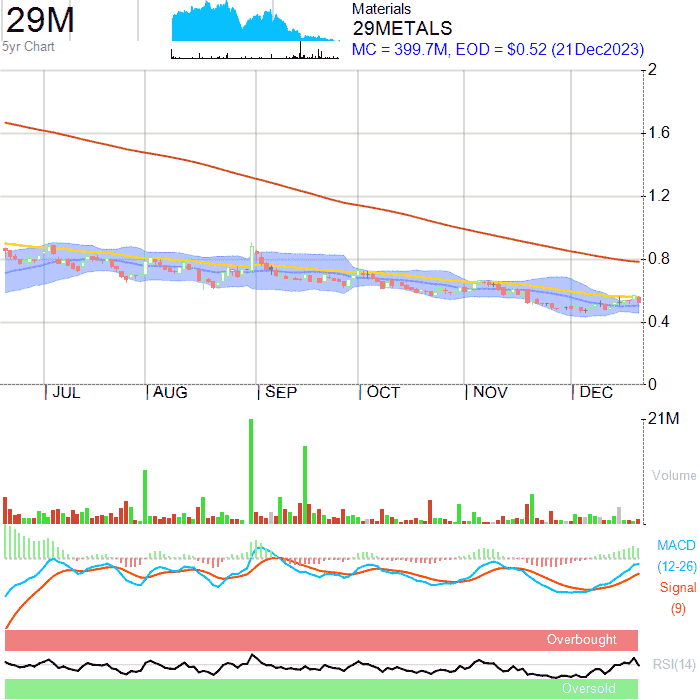 29M
5yr Chart
Materials
29METALS
MC = 399.7M, EOD = $0.52 (21Dec2023)
2
1.6
1.2
0.8
0.4
0
JUL AUG SEP OCT NOV DEC
21M
Volume
MACD
(12-26)
Signal
(9)
Overbought
RSI(14)
Oversold